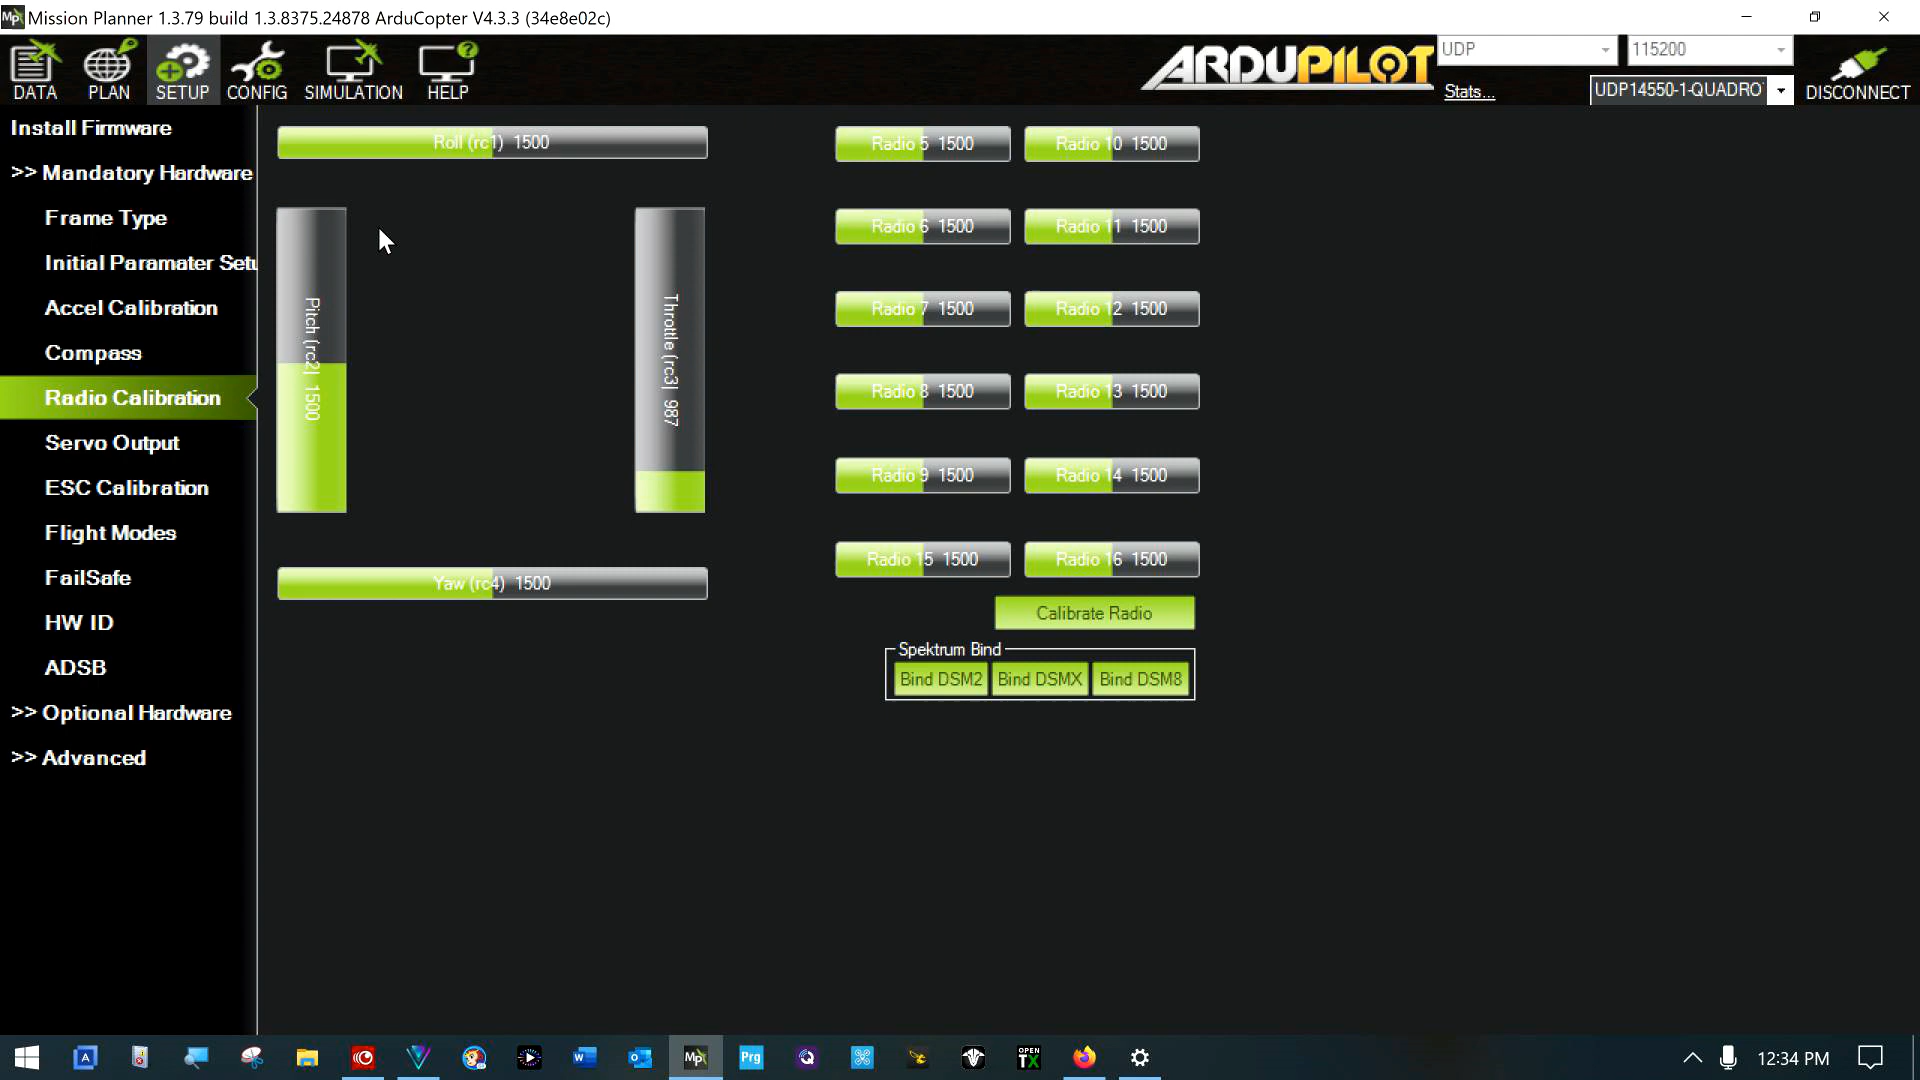 Mission Planner 1.3.79 build 1.3.8375.24878 ArduCopter V4.3.3 (34e8e02c)
DATA
PLAN
SETUP
CONFIG
SIMULATION
HELP
ARDUPILOT
UDP
115200
Stats...
UDP14550-1-QUADRO
DISCONNECT
Install Firmware
>> Mandatory Hardware
Frame Type
Initial Paramater Setu
Accel Calibration
Compass
Radio Calibration
Servo Output
ESC Calibration
Flight Modes
FailSafe
HW ID
ADSB
>> Optional Hardware
>> Advanced
Roll (rc1) 1500
Pitch (rc2| 1500
Throttle (rc3| 987
Yaw (rc4) 1500
Radio 5 1500
Radio 10 1500
Radio 6 1500
Radio 11 1500
Radio 7 1500
Radio 12 1500
Radio 8 1500
Radio 13 1500
Radio 9 1500
Radio 14 1500
Radio 15 1500
Radio 16 1500
Calibrate Radio
Spektrum Bind
Bind DSM2
Bind DSMX
Bind DSM8
Mp
Prg
OPEN
TX
12:34 PM